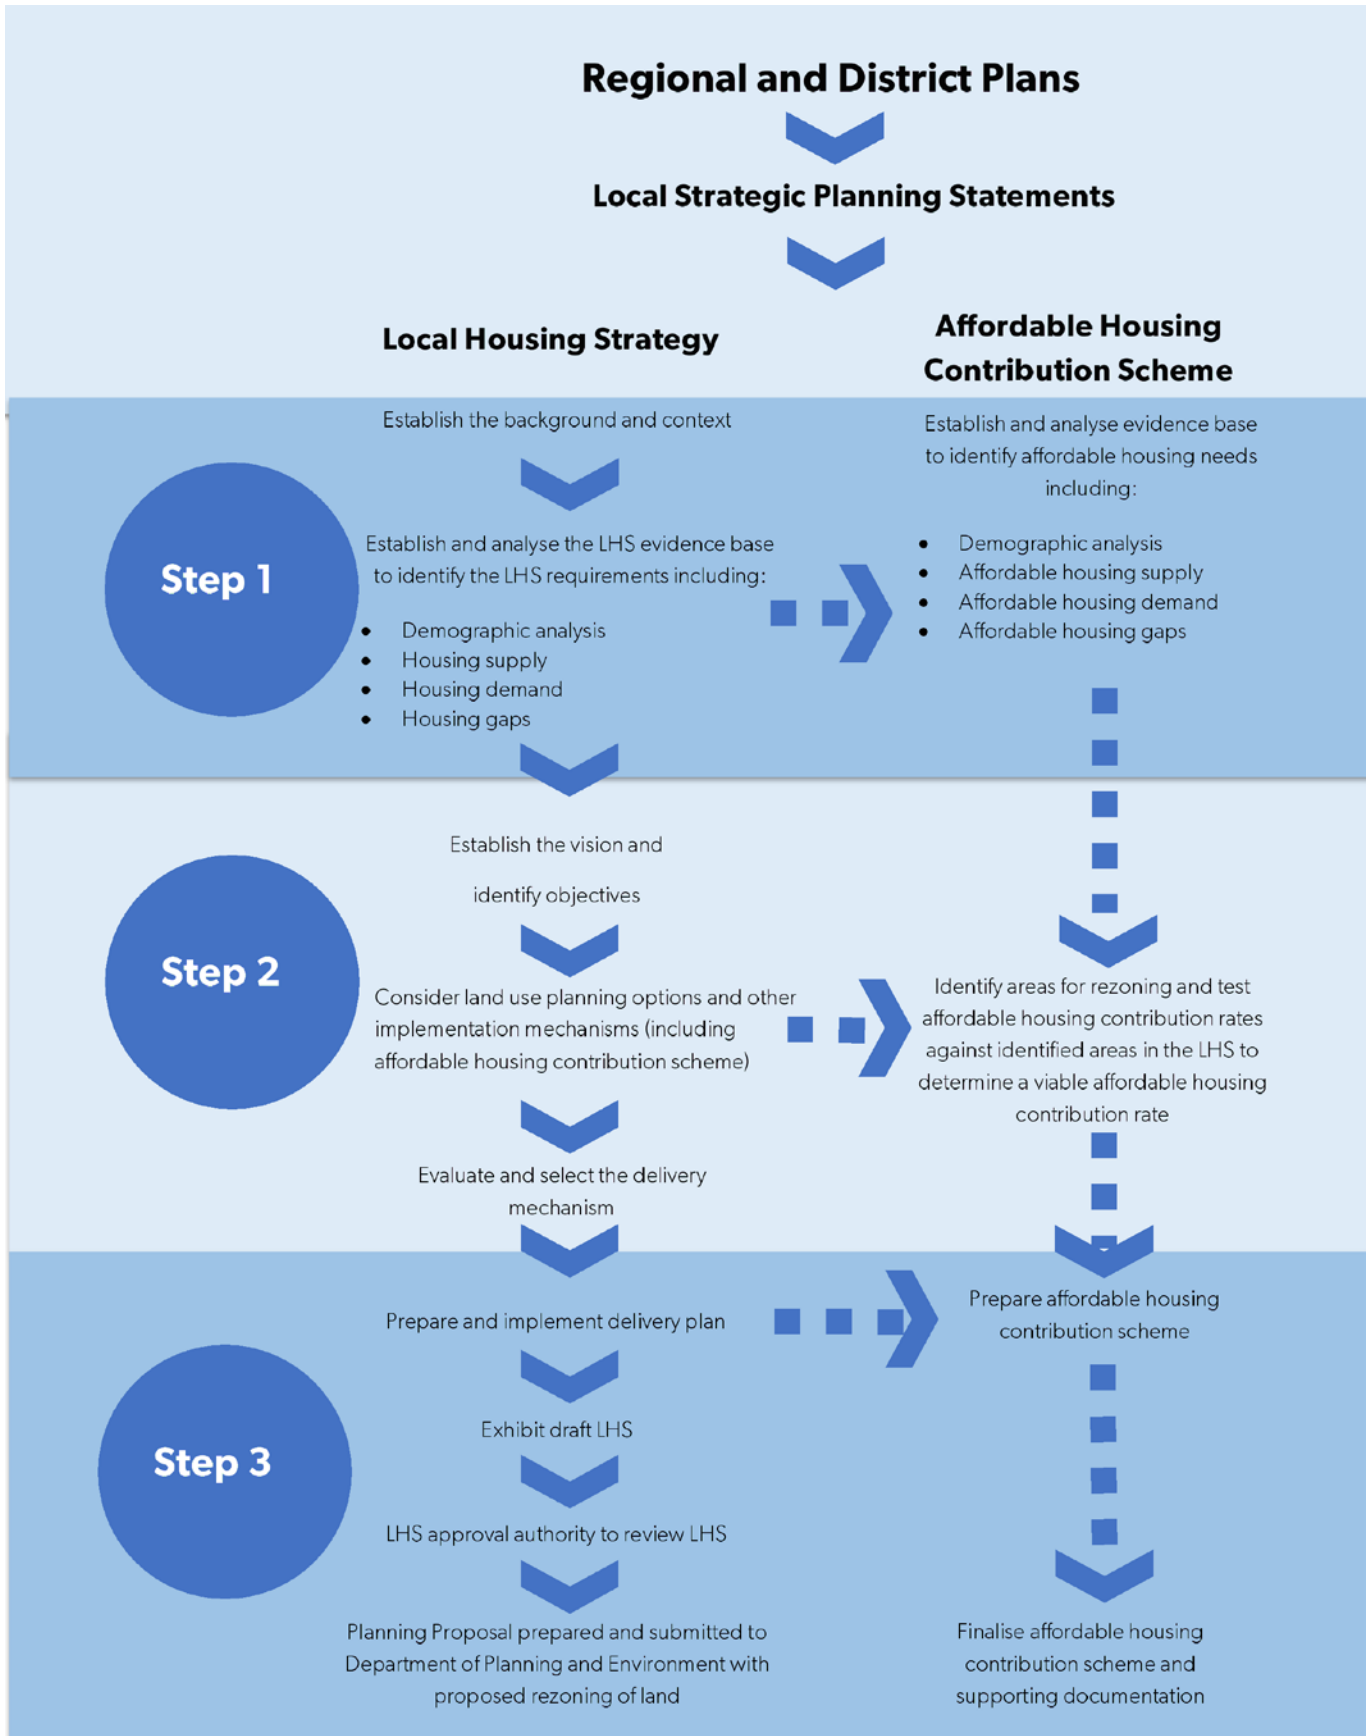 Regional and District Plans
Local Strategic Planning Statements
Local Housing Strategy
Affordable Housing
Contribution Scheme
Step 1
Establish the background and context
Establish and analyse the LHS evidence base
to identify the LHS requirements including:
• Demographic analysis
• Housing supply
• Housing demand
• Housing gaps
Establish and analyse evidence base
to identify affordable housing needs
including:
• Demographic analysis
• Affordable housing supply
• Affordable housing demand
• Affordable housing gaps
Step 2
Establish the vision and
identify objectives
Consider land use planning options and other
implementation mechanisms (including
affordable housing contribution scheme)
Evaluate and select the delivery
mechanism
Identify areas for rezoning and test
affordable housing contribution rates
against identified areas in the LHS to
determine a viable affordable housing
contribution rate
Step 3
Prepare and implement delivery plan
Exhibit draft LHS
LHS approval authority to review LHS
Planning Proposal prepared and submitted to
Department of Planning and Environment with
proposed rezoning of land
Prepare affordable housing
contribution scheme
Finalise affordable housing
contribution scheme and
supporting documentation